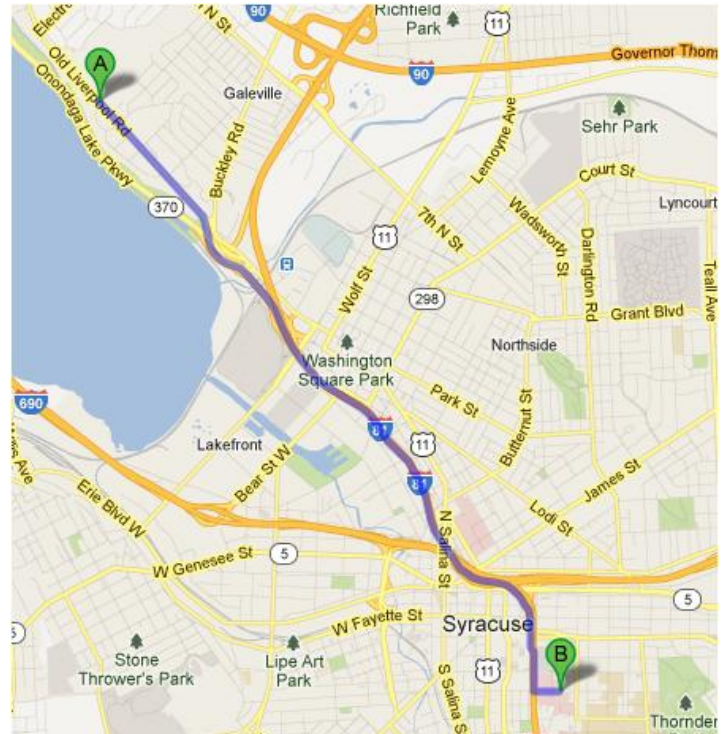 Richfield
Park
7th N St
11
Electro
90
90
Governor Thom
A
Old Liverpool Rd
Onondaga Lake Pkwy
Galeville
Buckley Rd
Lemoyne Ave
Sehr Park
Court St
370
11
7th N St
Wadsworth St
Lyncourt
Darlington Rd
Teall Ave
Wolf St
298
Grant Blvd
Washington
Square Park
Northside
690
Park St
Butternut St
81
11
Lakefront
Bear St W
81
James St
Lodi St
Erie Blvd W
N Salina St
5
W Genesee St
W Fayette St
5
Syracuse
B
Stone
Thrower's Park
Lipe Art
Park
S Salina St
11
Thornden